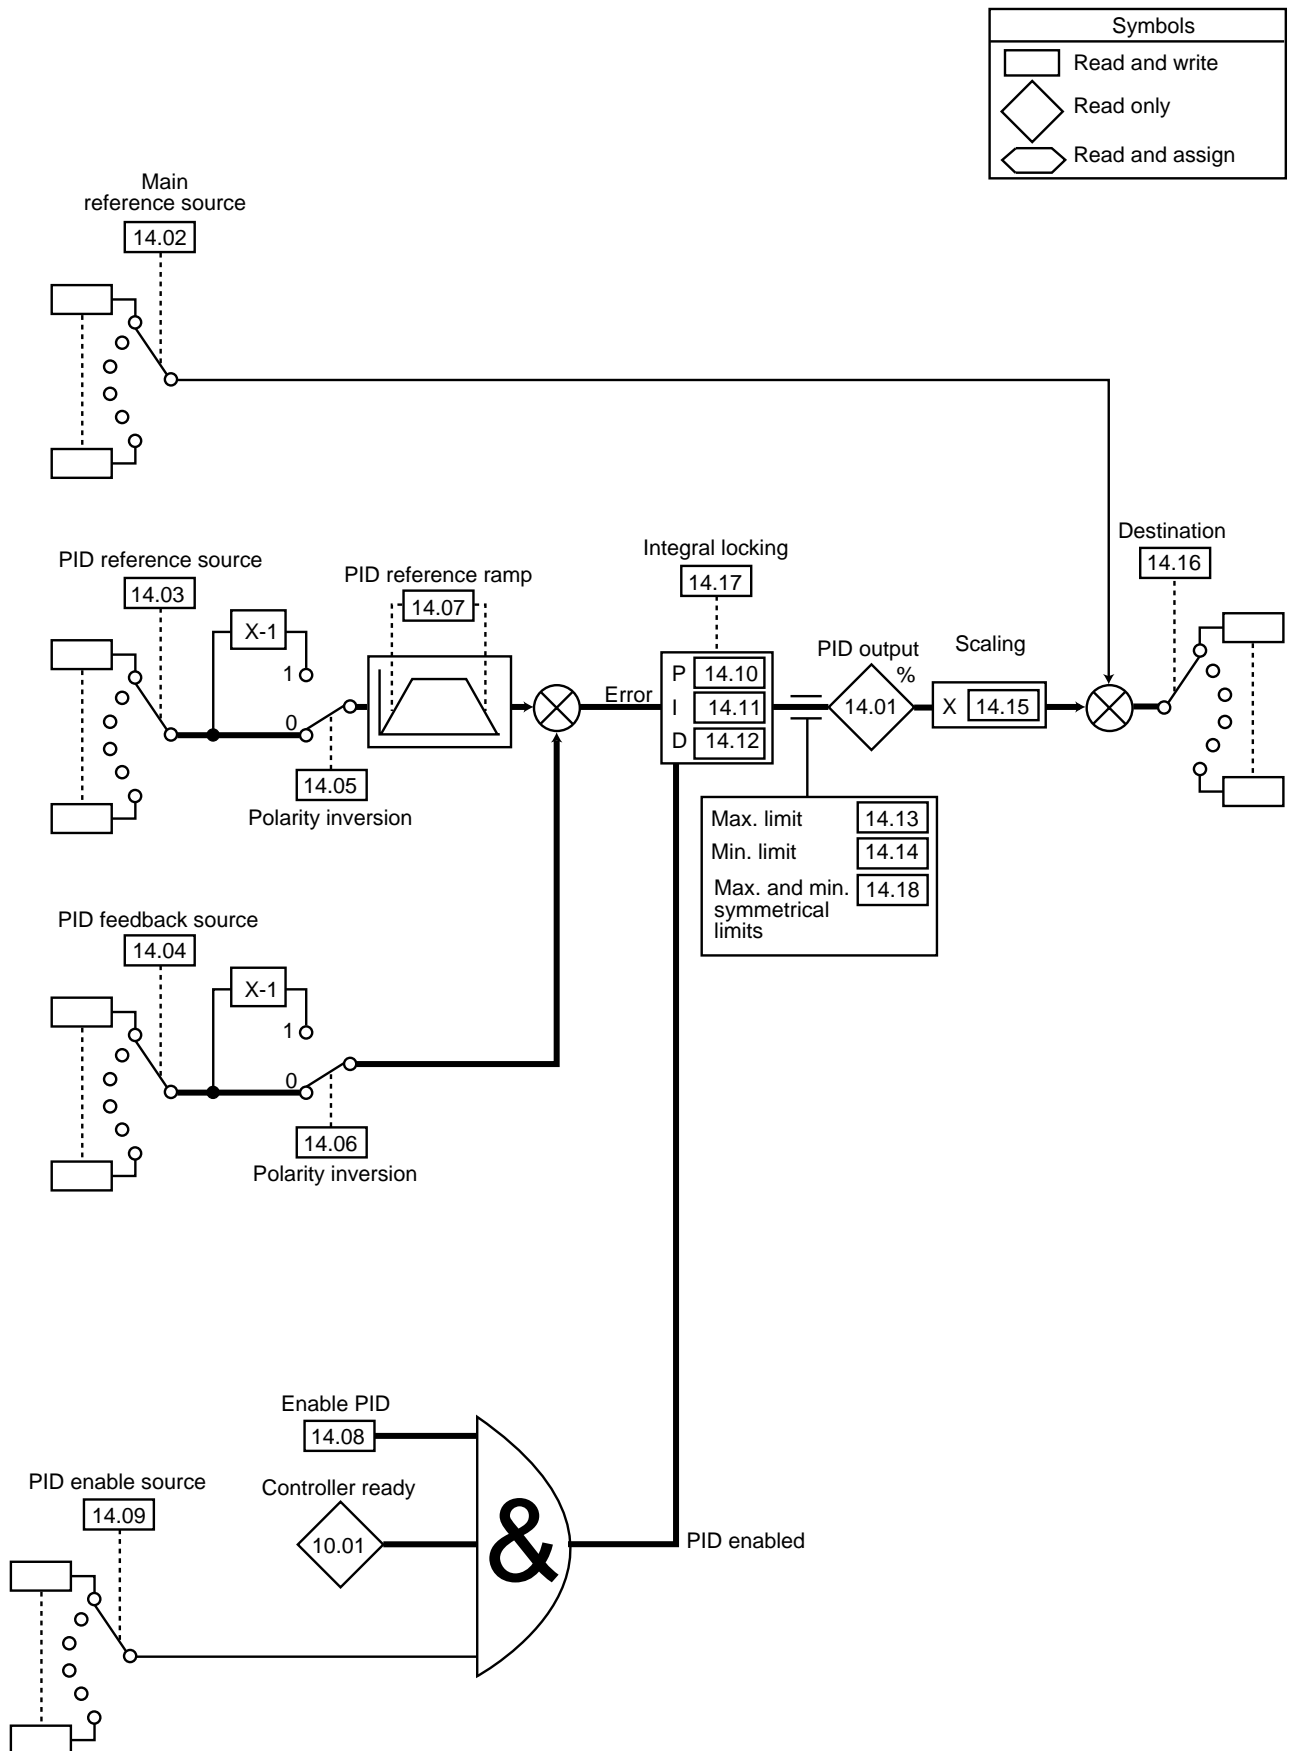 Symbols
Read and write
Read only
Read and assign
Main
reference source
14.02
PID reference source
14.03
X-1
1
0
14.05
Polarity inversion
PID reference ramp
14.07
Error
Integral locking
14.17
P 14.10
I 14.11
D 14.12
PID output
%
14.01
Scaling
X 14.15
Destination
14.16
Max. limit 14.13
Min. limit 14.14
Max. and min. 14.18
symmetrical
limits
PID feedback source
14.04
X-1
1
0
14.06
Polarity inversion
Enable PID
14.08
Controller ready
10.01
PID enable source
14.09
&
PID enabled